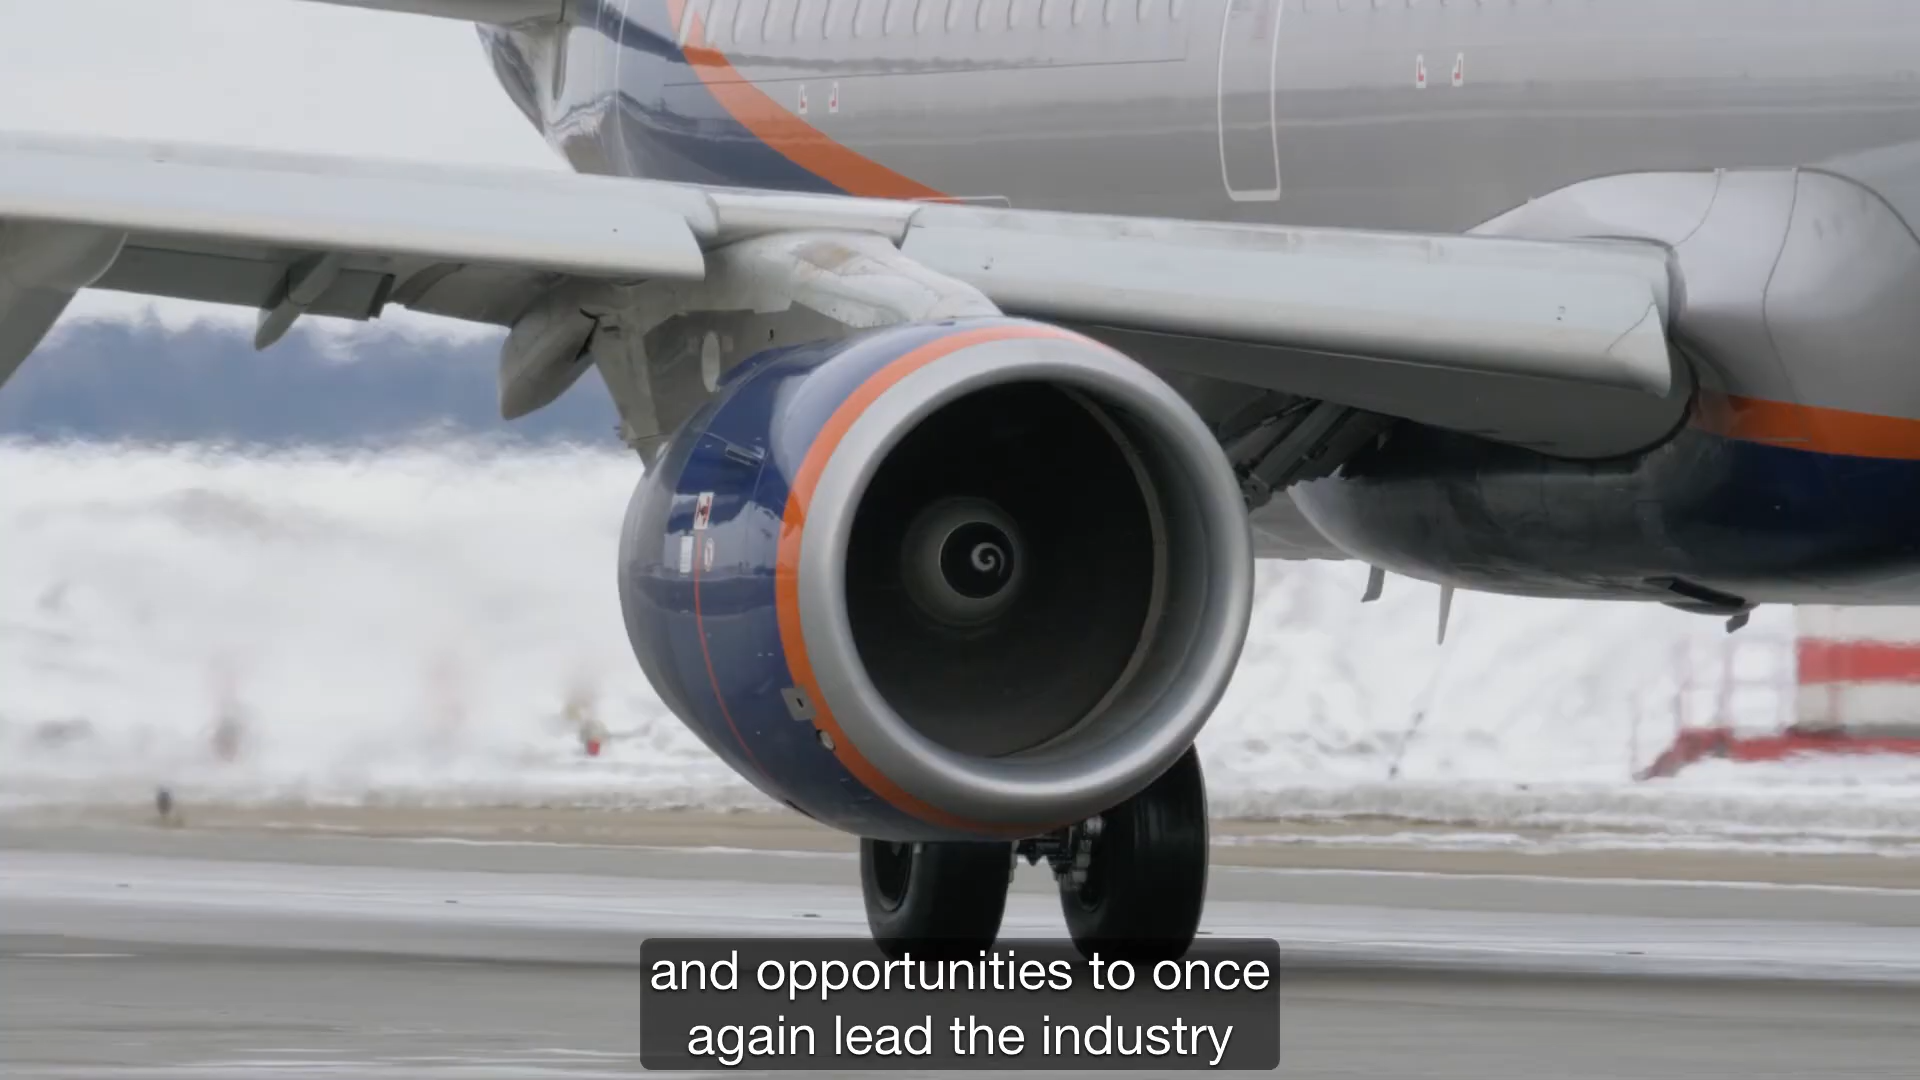 and opportunities to once
again lead the industry